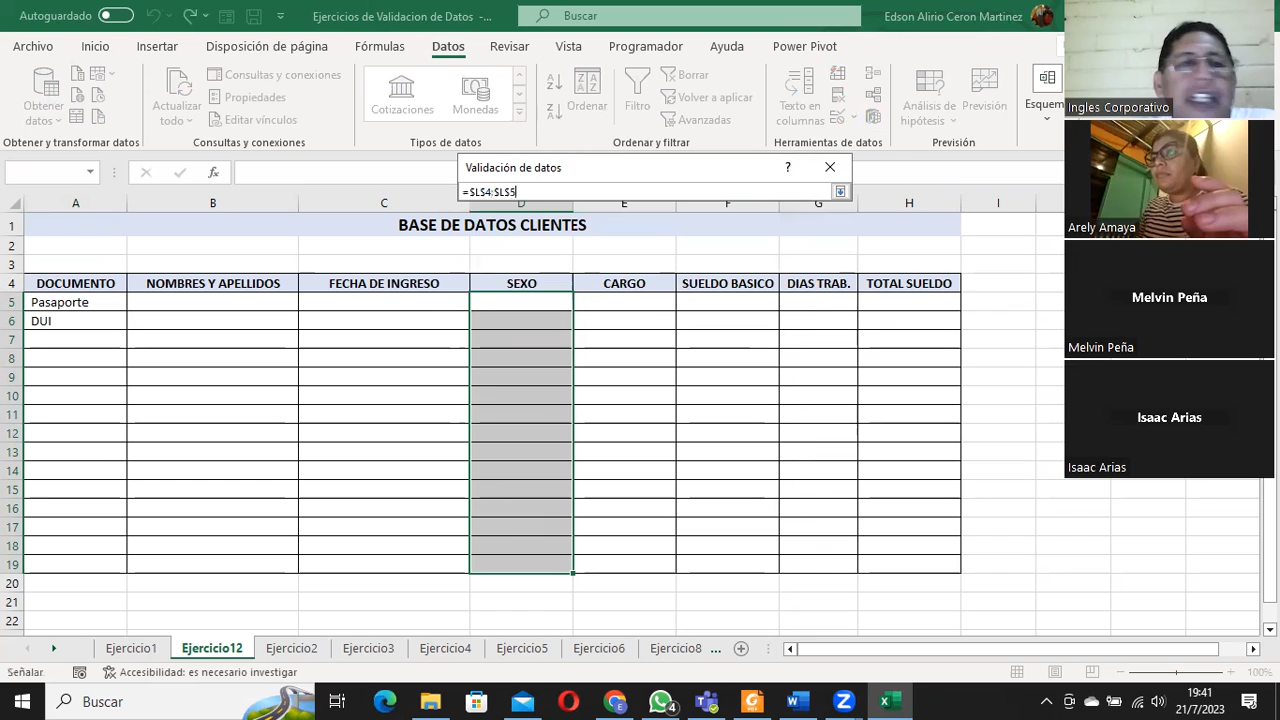 Autoguardado
Ejercicios de Validacion de Datos -...
Buscar
Edson Alirio Ceron Martinez
Archivo Inicio Insertar Disposición de página Fórmulas Datos Revisar Vista Programador Ayuda Power Pivot
Obtener datos
Actualizar todo
Consultas y conexiones
Propiedades
Editar vínculos
Cotizaciones Monedas
Ordenar
Filtro
Borrar
Volver a aplicar
Avanzadas
Texto en columnas
Análisis de hipótesis
Previsión
Esquem
Obtener y transformar datos Consultas y conexiones Tipos de datos Ordenar y filtrar Herramientas de datos Previsión
Validación de datos ?
=$L$4:$L$5
fx
A B C D E F G H I
1 BASE DE DATOS CLIENTES
2
3
4 DOCUMENTO NOMBRES Y APELLIDOS FECHA DE INGRESO SEXO CARGO SUELDO BASICO DIAS TRAB. TOTAL SUELDO
5 Pasaporte
6 DUI
7
8
9
10
11
12
13
14
15
16
17
18
19
20
21
22
Ingles Corporativo
Arely Amaya
Melvin Peña
Melvin Peña
Isaac Arias
Isaac Arias
Ejercicio1 Ejercicio12 Ejercicio2 Ejercicio3 Ejercicio4 Ejercicio5 Ejercicio6 Ejercicio8 ...
Señalar Accesibilidad: es necesario investigar 100%
Buscar
4
19:41
21/7/2023